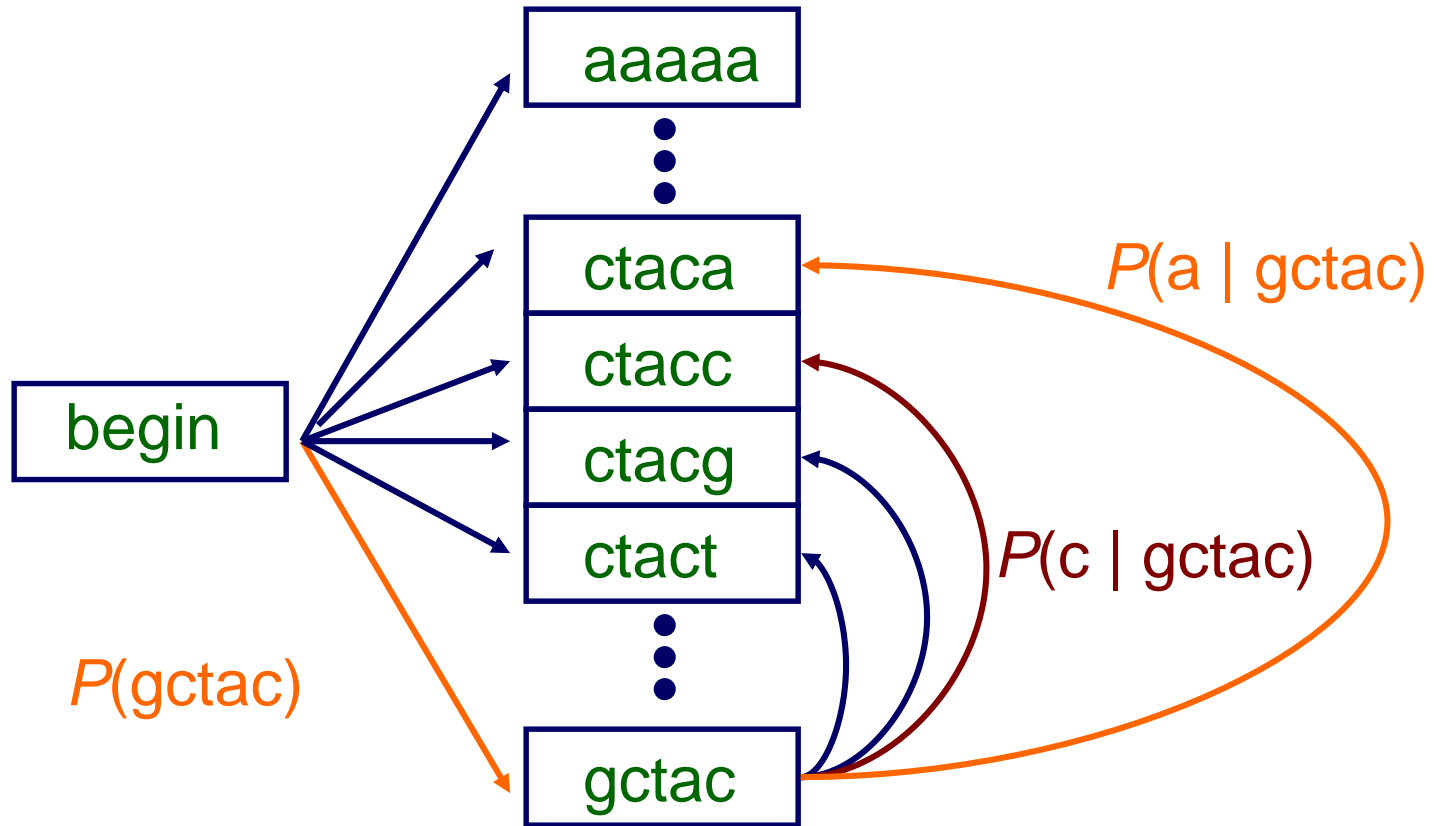 aaaaa
ctaca
P(a | gctac)
ctacc
begin
ctacg
ctact
P(c | gctac)
P(gctac)
gctac